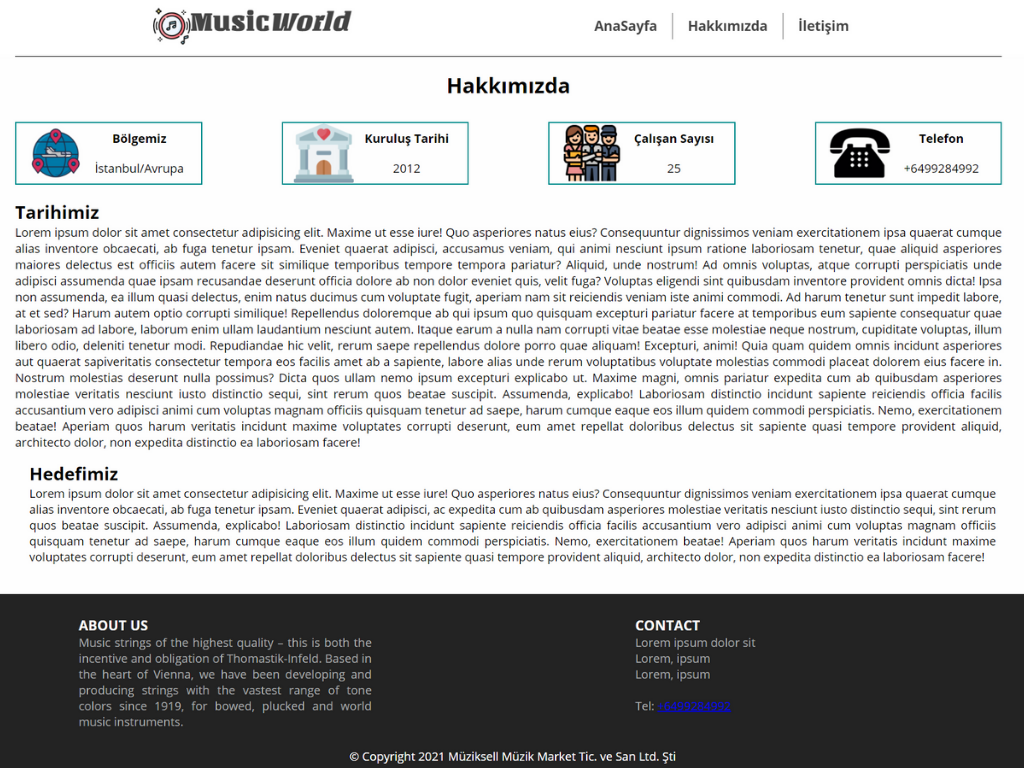 MusicWorld
AnaSayfa
Hakkımızda
İletişim
Hakkımızda
Bölgemiz
İstanbul/Avrupa
Kuruluş Tarihi
2012
Çalışan Sayısı
25
Telefon
+6499284992
Tarihimiz
Lorem ipsum dolor sit amet consectetur adipisicing elit. Maxime ut esse iure! Quo asperiores natus eius? Consequuntur dignissimos veniam exercitationem ipsa quaerat cumque
alias inventore obcaecati, ab fuga tenetur ipsam. Eveniet quaerat adipisci, accusamus veniam, qui animi nesciunt ipsum ratione laboriosam tenetur, quae aliquid asperiores
maiores delectus est officiis autem facere sit similique temporibus tempore tempora pariatur? Aliquid, unde nostrum! Ad omnis voluptas, atque corrupti perspiciatis unde
adipisci assumenda quae ipsam recusandae deserunt officia dolore ab non dolor eveniet quis, velit fuga? Voluptas eligendi sint quibusdam inventore provident omnis dicta! Ipsa
non assumenda, ea illum quasi delectus, enim natus ducimus cum voluptate fugit, aperiam nam sit reiciendis veniam iste animi commodi. Ad harum tenetur sunt impedit labore,
at et sed? Harum autem optio corrupti similique! Repellendus doloremque ab qui ipsum quo quisquam excepturi pariatur facere at temporibus eum sapiente consequatur quae
laboriosam ad labore, laborum enim ullam laudantium nesciunt autem. Itaque earum a nulla nam corrupti vitae beatae esse molestiae neque nostrum, cupiditate voluptas, illum
libero odio, deleniti tenetur modi. Repudiandae hic velit, rerum saepe repellendus dolore porro quae aliquam! Excepturi, animi! Quia quam quidem omnis incidunt asperiores
aut quaerat sapiveritatis consectetur tempora eos facilis amet ab a sapiente, labore alias unde rerum voluptatibus voluptate molestias commodi placeat dolorem eius facere in.
Nostrum molestias deserunt nulla possimus? Dicta quos ullam nemo ipsum excepturi explicabo ut. Maxime magni, omnis pariatur expedita cum ab quibusdam asperiores
molestiae veritatis nesciunt iusto distinctio sequi, sint rerum quos beatae suscipit. Assumenda, explicabo! Laboriosam distinctio incidunt sapiente reiciendis officia facilis
accusantium vero adipisci animi cum voluptas magnam officiis quisquam tenetur ad saepe, harum cumque eaque eos illum quidem commodi perspiciatis. Nemo, exercitationem
beatae! Aperiam quos harum veritatis incidunt maxime voluptates corrupti deserunt, eum amet repellat doloribus delectus sit sapiente quasi tempore provident aliquid,
architecto dolor, non expedita distinctio ea laboriosam facere!
Hedefimiz
Lorem ipsum dolor sit amet consectetur adipisicing elit. Maxime ut esse iure! Quo asperiores natus eius? Consequuntur dignissimos veniam exercitationem ipsa quaerat cumque
alias inventore obcaecati, ab fuga tenetur ipsam. Eveniet quaerat adipisci, ac expedita cum ab quibusdam asperiores molestiae veritatis nesciunt iusto distinctio sequi, sint rerum
quos beatae suscipit. Assumenda, explicabo! Laboriosam distinctio incidunt sapiente reiciendis officia facilis accusantium vero adipisci animi cum voluptas magnam officiis
quisquam tenetur ad saepe, harum cumque eaque eos illum quidem commodi perspiciatis. Nemo, exercitationem beatae! Aperiam quos harum veritatis incidunt maxime
voluptates corrupti deserunt, eum amet repellat doloribus delectus sit sapiente quasi tempore provident aliquid, architecto dolor, non expedita distinctio ea laboriosam facere!
ABOUT US
Music strings of the highest quality – this is both the
incentive and obligation of Thomastik-Infeld. Based in
the heart of Vienna, we have been developing and
producing strings with the vastest range of tone
colors since 1919, for bowed, plucked and world
music instruments.
CONTACT
Lorem ipsum dolor sit
Lorem, ipsum
Lorem, ipsum
Tel: +6499284992
© Copyright 2021 Müziksell Müzik Market Tic. ve San Ltd. Şti